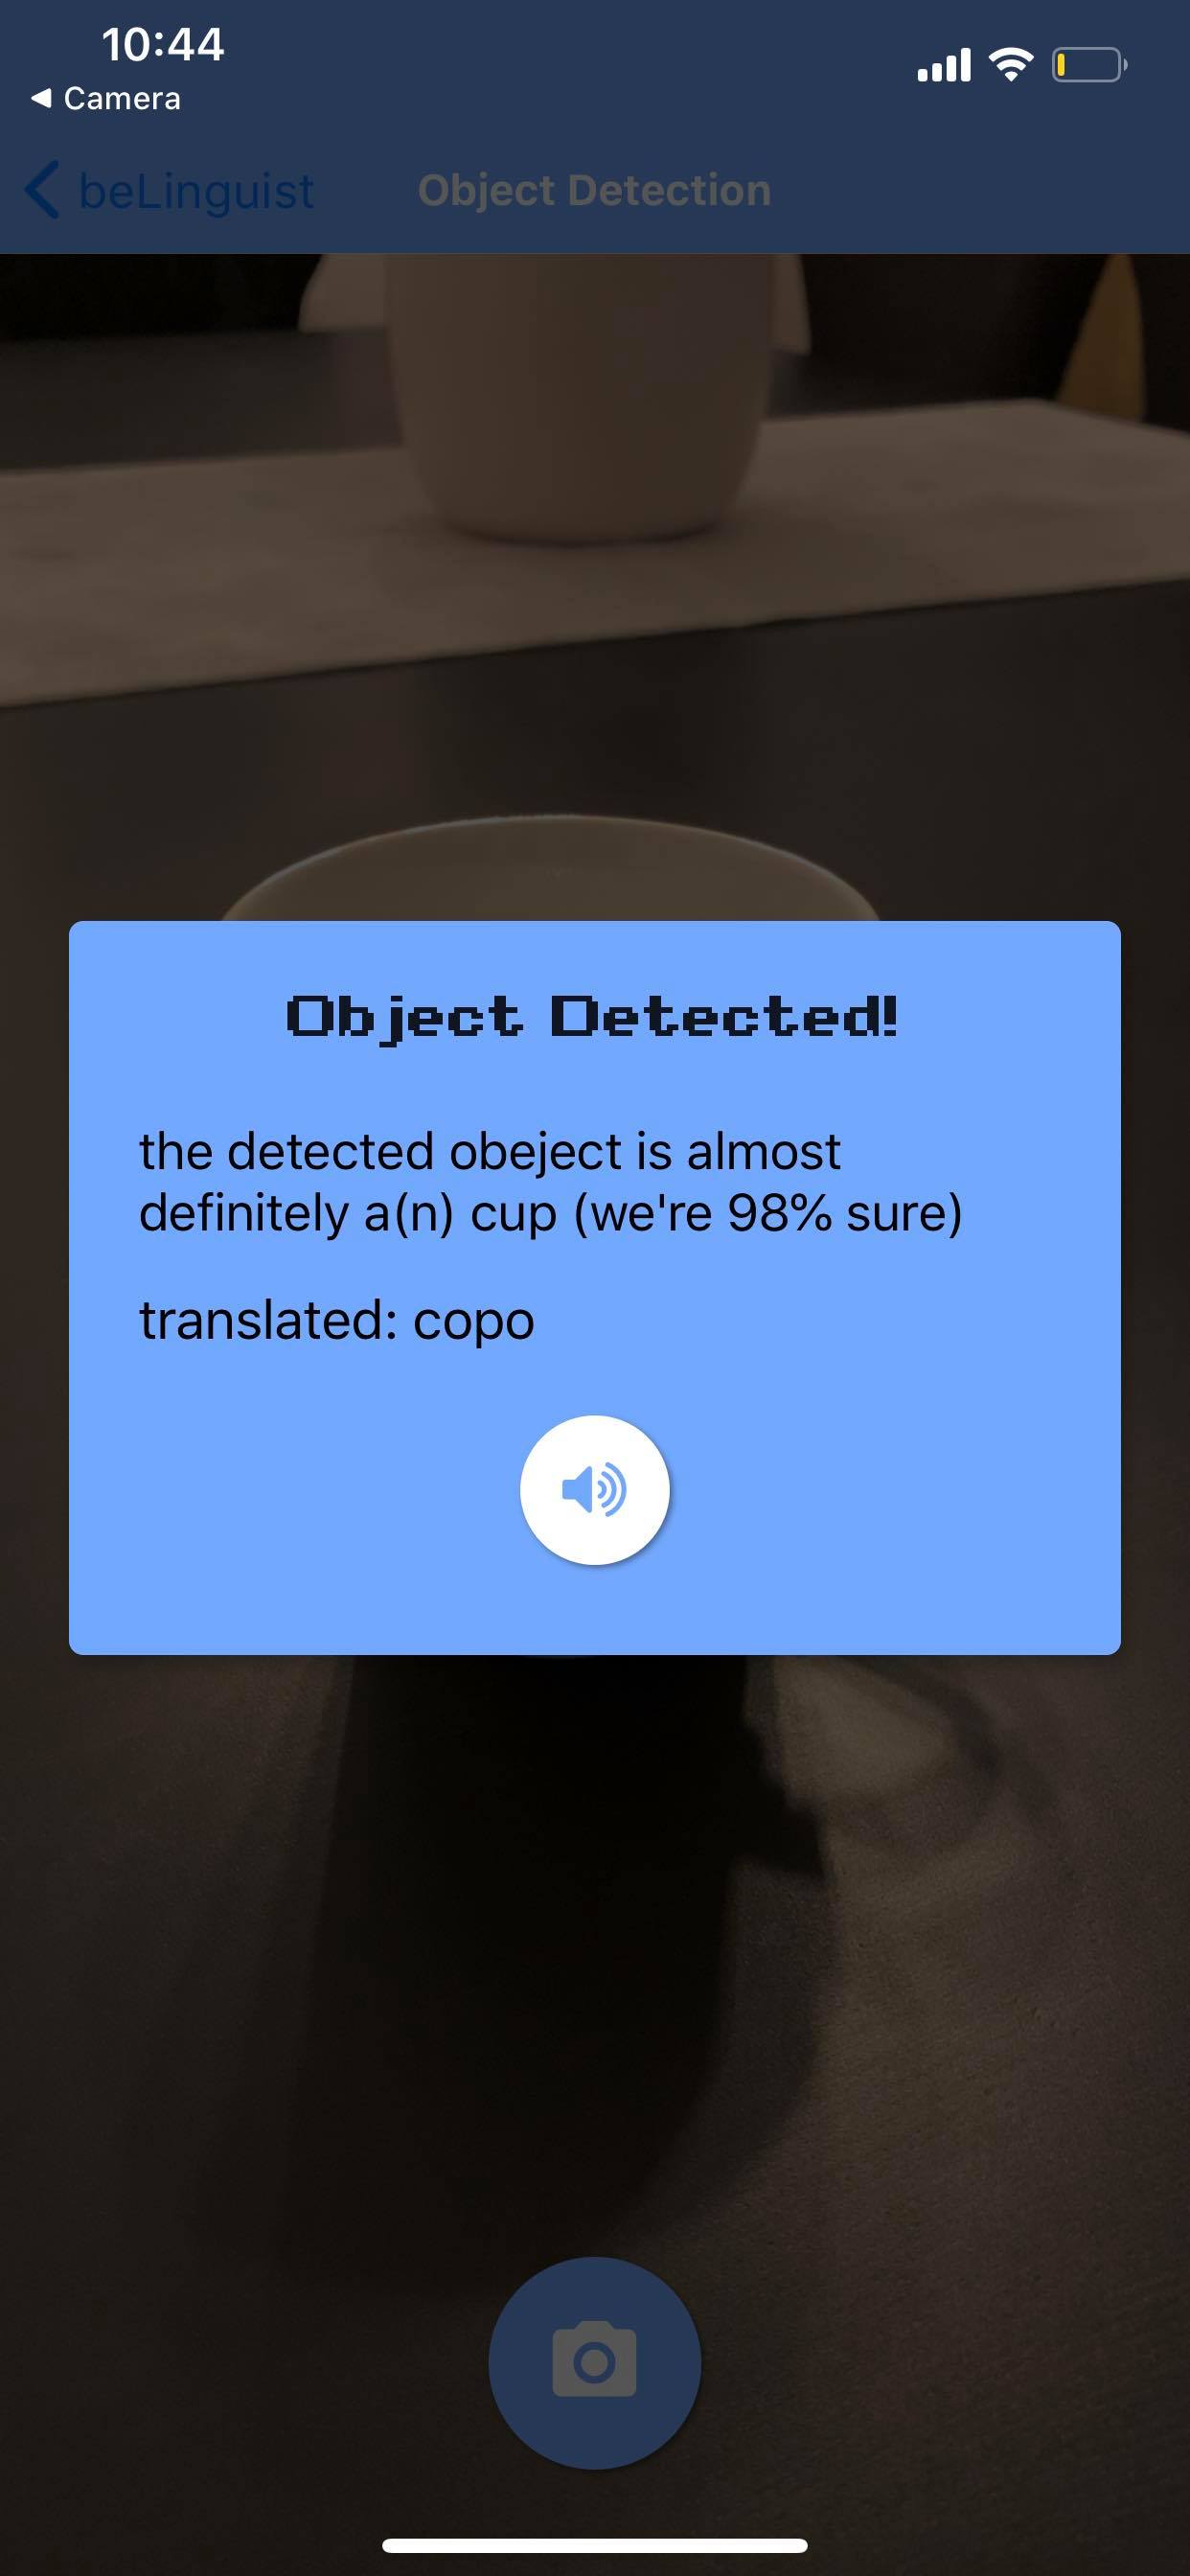 10:44
Camera
beLinguist
Object Detection
Object Detected!
the detected obeject is almost
definitely a(n) cup (we're 98% sure)
translated: copo